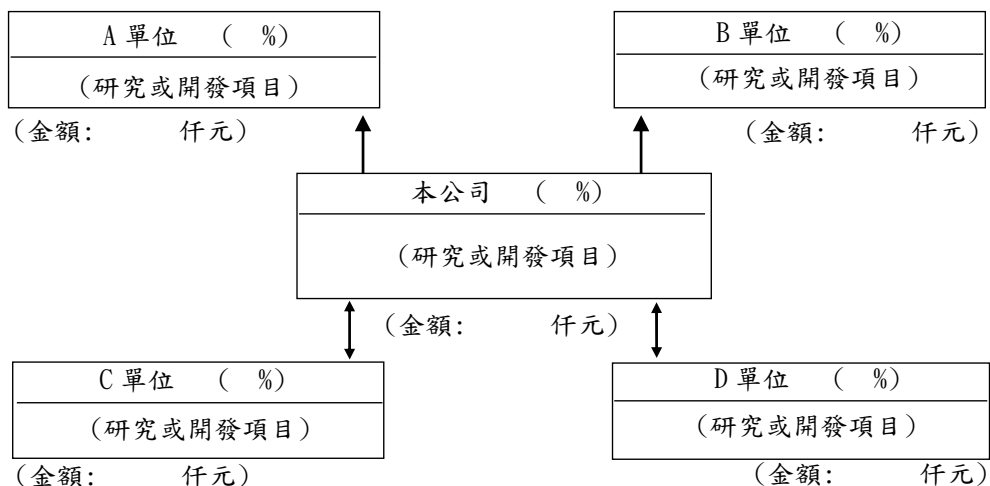 A 單位 ( %)
(研究或開發項目)
(金額: 仟元)
B 單位 ( %)
(研究或開發項目)
(金額: 仟元)
本公司 ( %)
(研究或開發項目)
(金額: 仟元)
C 單位 ( %)
(研究或開發項目)
(金額: 仟元)
D 單位 ( %)
(研究或開發項目)
(金額: 仟元)